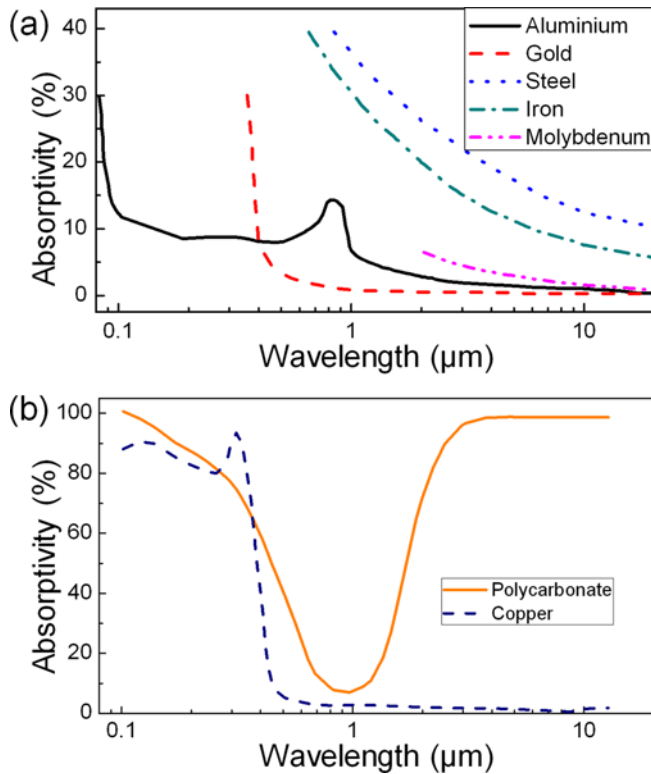 (a)
Aluminium
Gold
Steel
Iron
Molybdenum
40
30
20
10
0
Absorptivity (%)
0.1 1 10
Wavelength (µm)
(b)
100
80
60
40
20
0
Absorptivity (%)
Polycarbonate
Copper
0.1 1 10
Wavelength (µm)